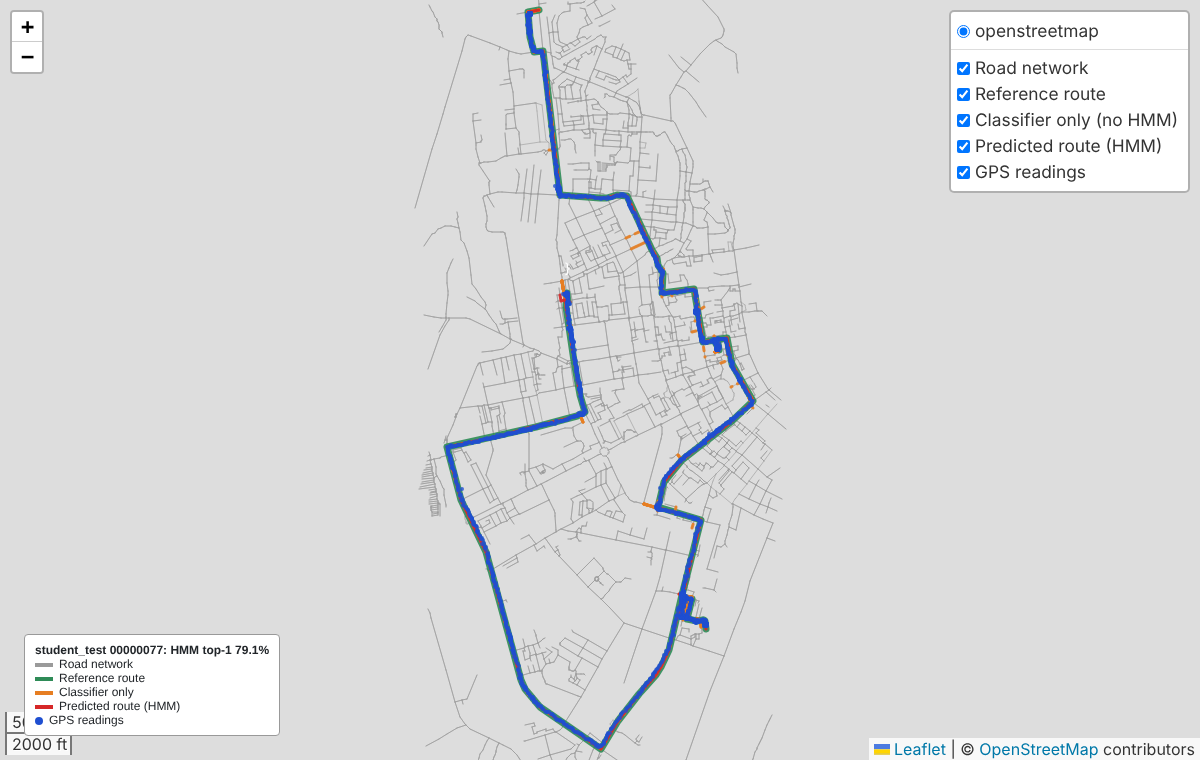 +
−
openstreetmap
Road network
Reference route
Classifier only (no HMM)
Predicted route (HMM)
GPS readings
student_test 00000077: HMM top-1 79.1%
Road network
Reference route
Classifier only
Predicted route (HMM)
GPS readings
2000 ft
Leaflet | © OpenStreetMap contributors